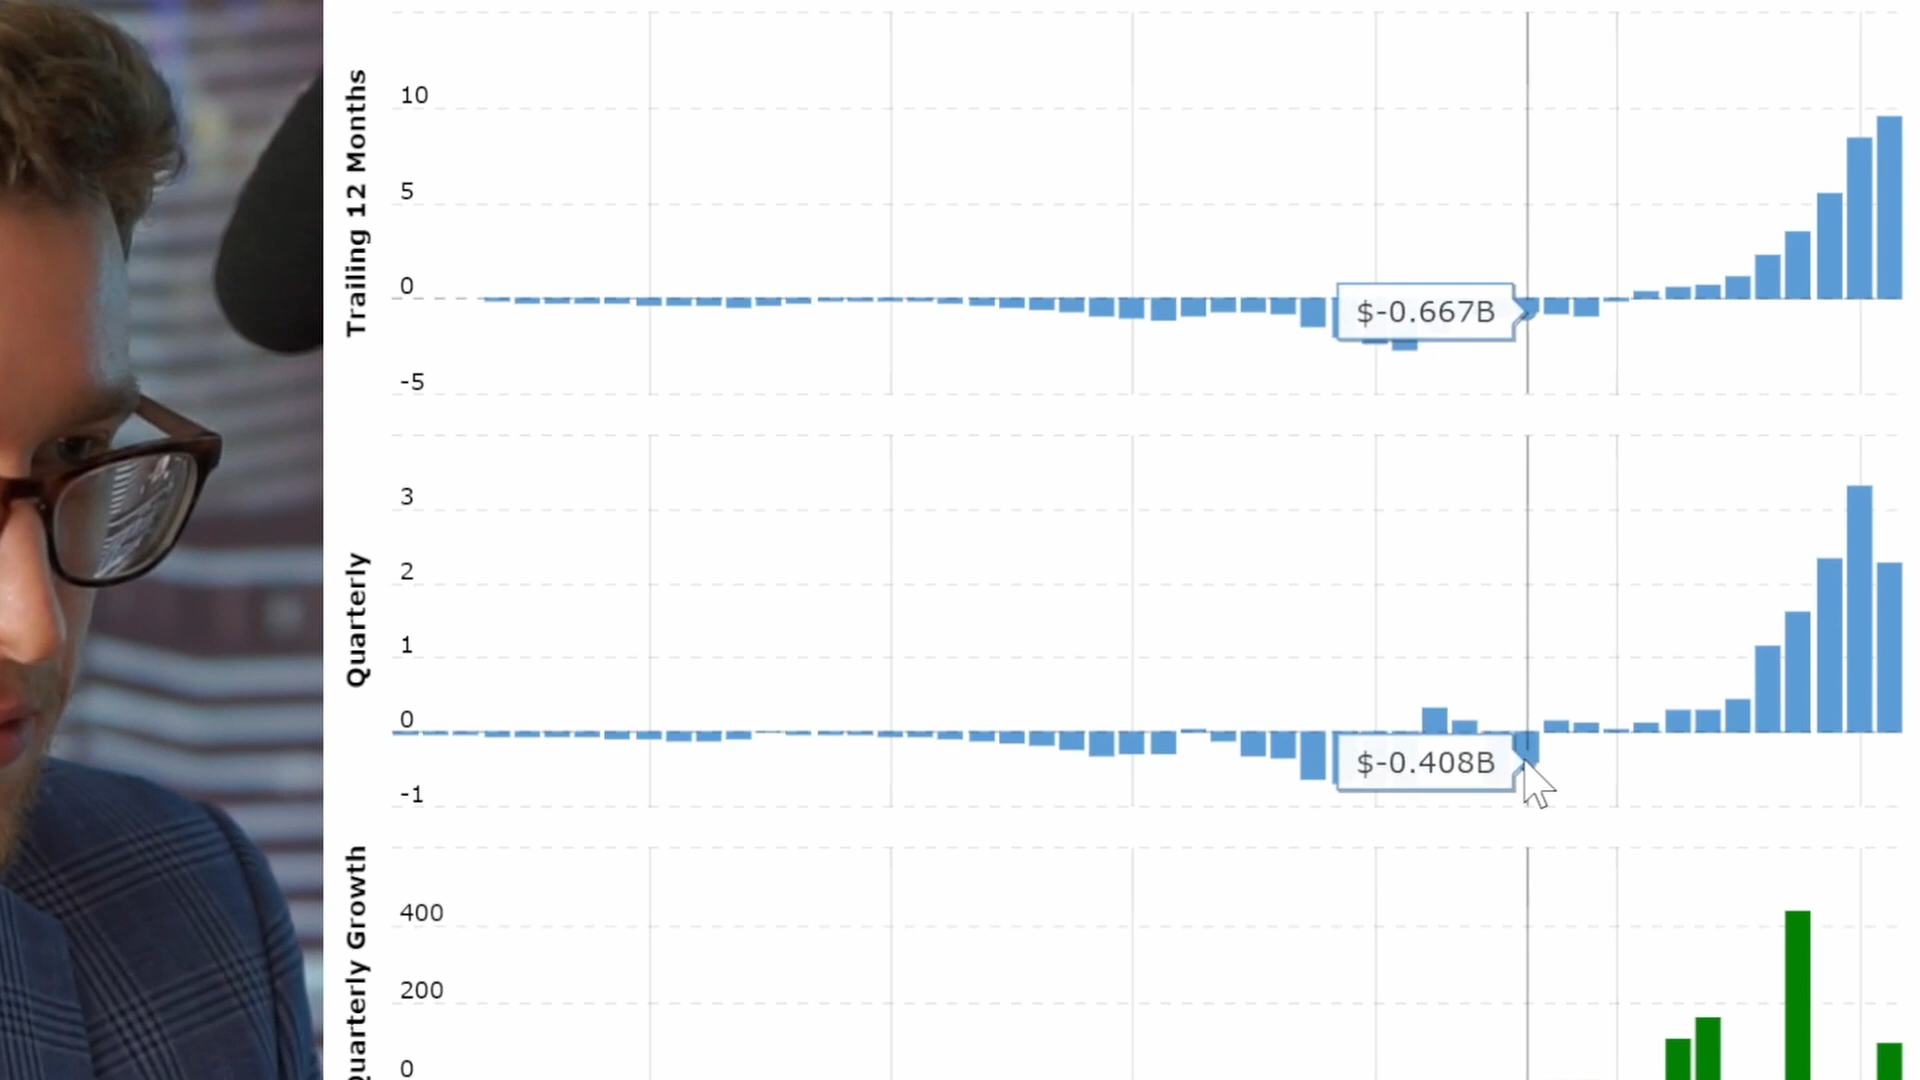 Trailing 12 Months
10
5
0
-5
$-0.667B
Quarterly
3
2
1
0
-1
$-0.408B
Quarterly Growth
400
200
0